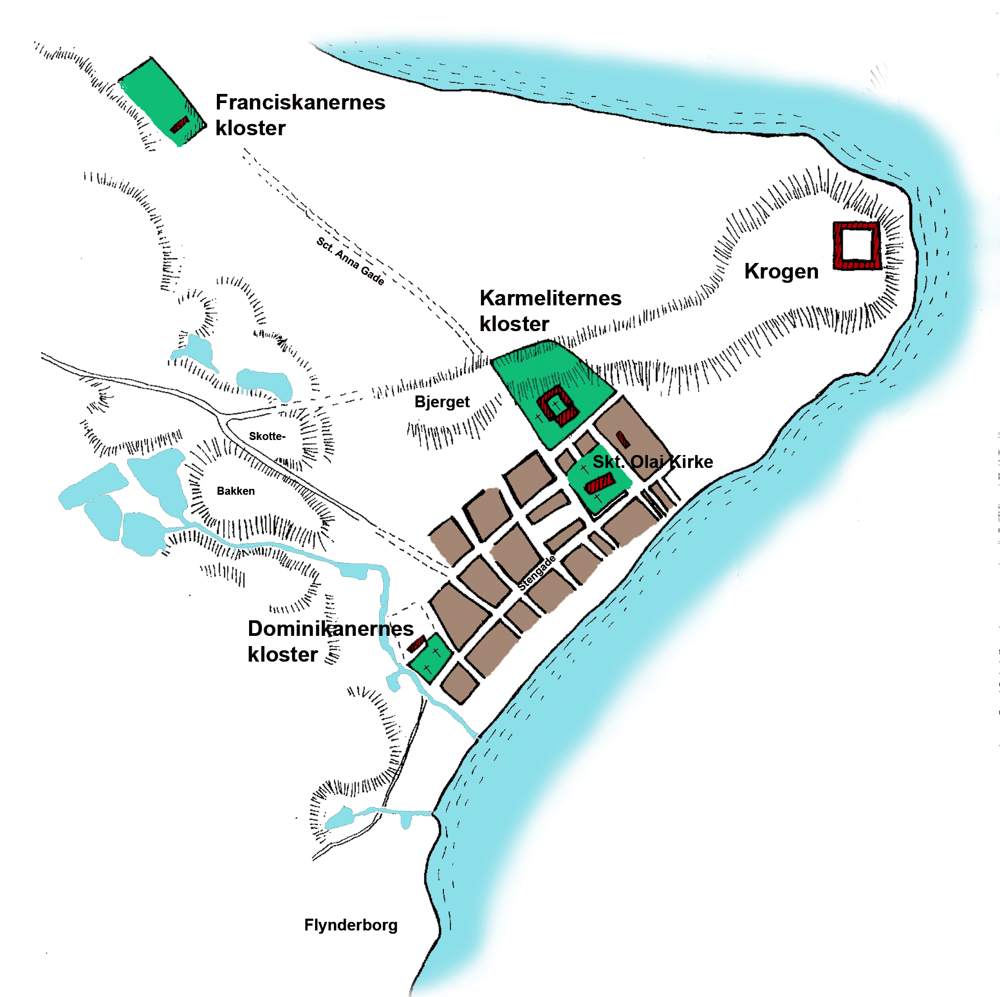 Franciskanernes
kloster
Sct. Anna Gade
Krogen
Karmeliternes
kloster
Bjerget
Skotte-
Skt. Olai Kirke
Bakken
Stengade
Dominikanernes
kloster
Flynderborg